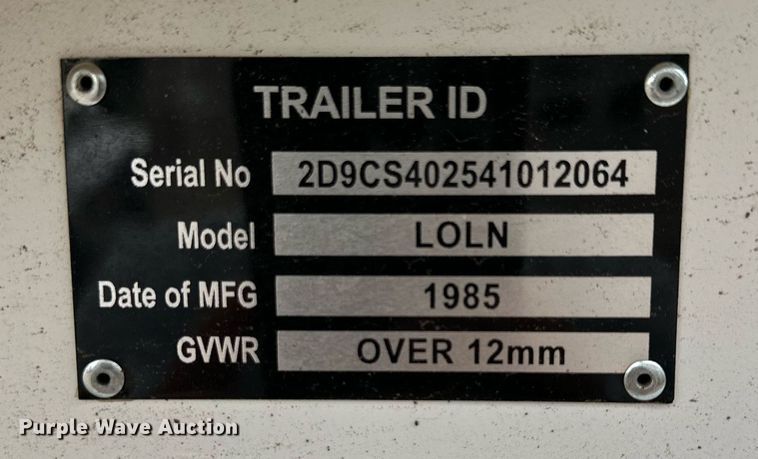 TRAILER ID
Serial No 2D9CS402541012064
Model LOLN
Date of MFG 1985
GVWR OVER 12mm
Purple Wave Auction